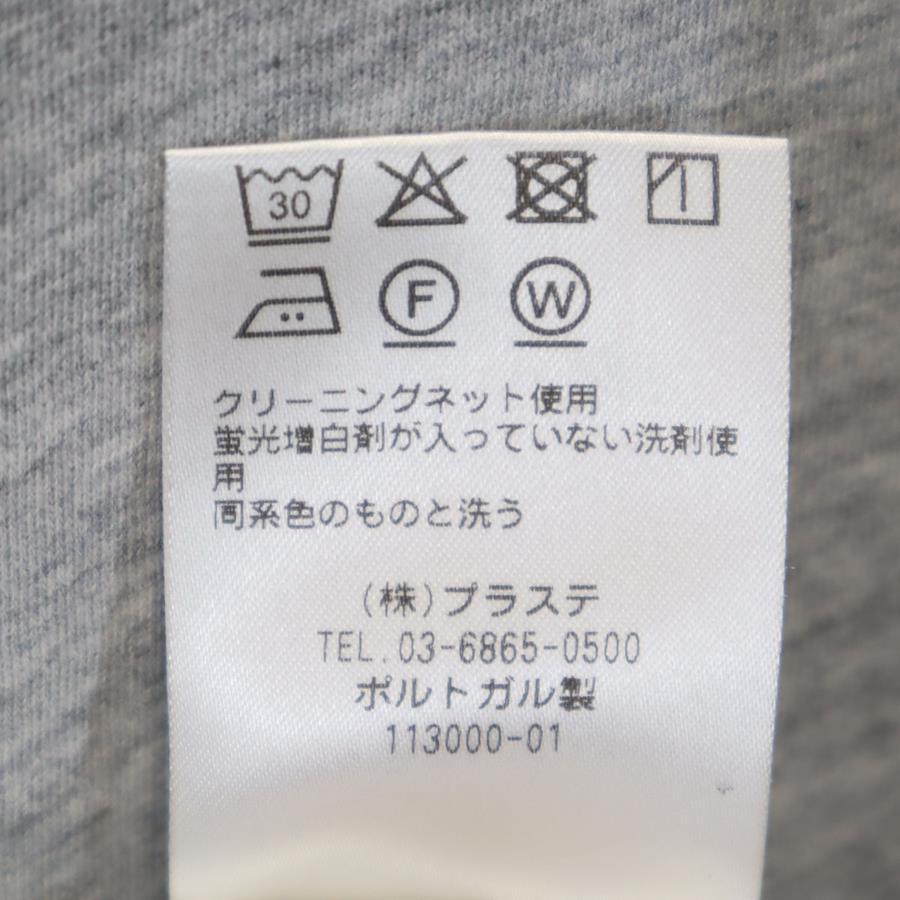 30
F W
クリーニングネット使用
蛍光増白剤が入っていない洗剤使
用
同系色のものと洗う
(株)プラステ
TEL.03-6865-0500
ポルトガル製
113000-01